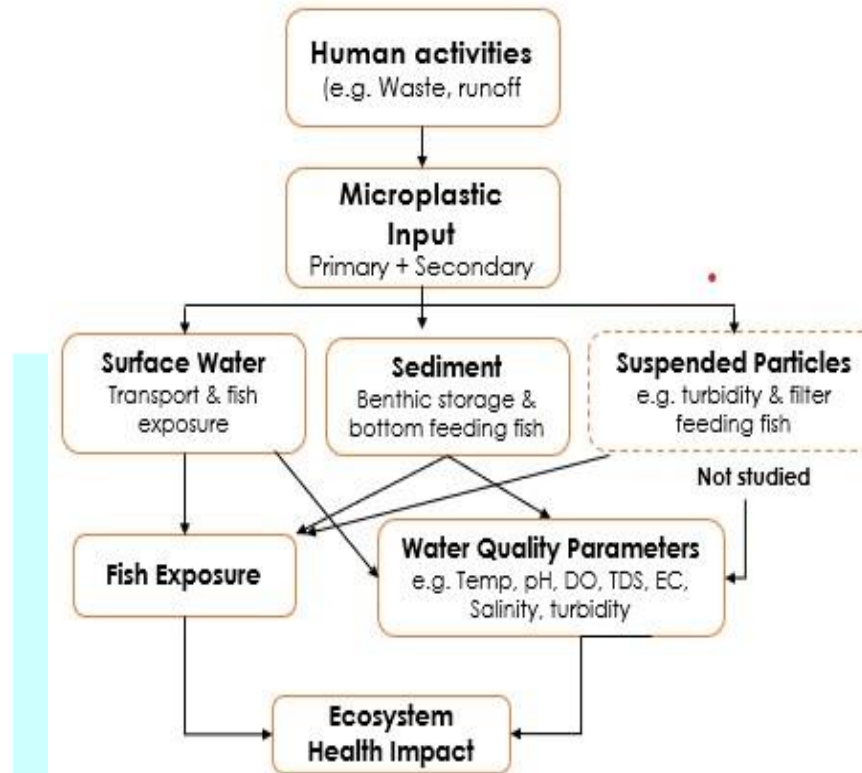 Human activities
(e.g. Waste, runoff
Microplastic
Input
Primary + Secondary
Surface Water
Transport & fish
exposure
Sediment
Benthic storage &
bottom feeding fish
Suspended Particles
e.g. turbidity & filter
feeding fish
Not studied
Fish Exposure
Water Quality Parameters
e.g. Temp, pH, DO, TDS, EC,
Salinity, turbidity
Ecosystem
Health Impact